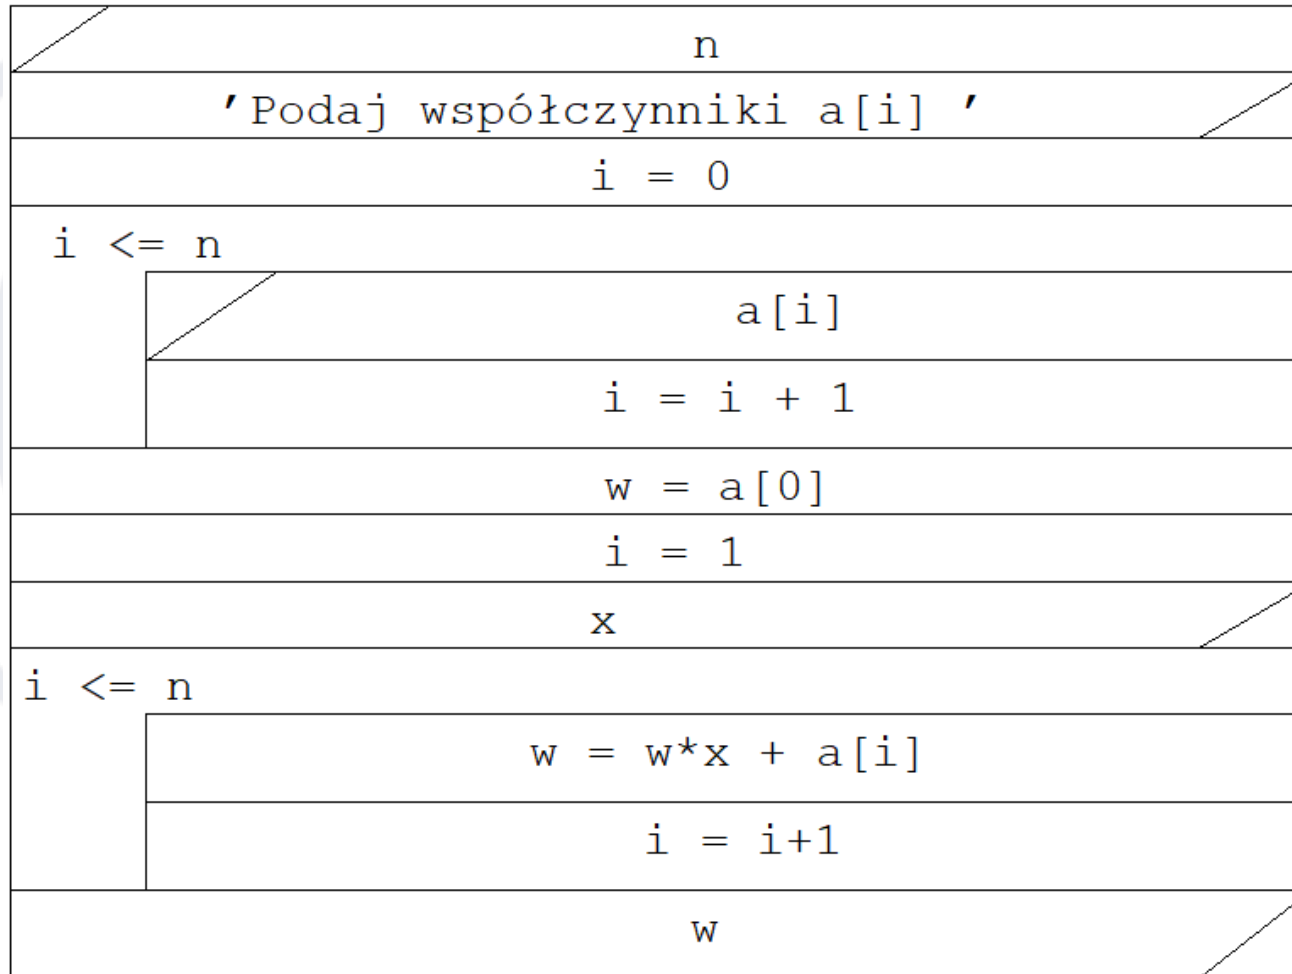 n
'Podaj współczynniki a[i] '
i = 0
i <= n
a[i]
i = i + 1
w = a[0]
i = 1
x
i <= n
w = w*x + a[i]
i = i+1
w